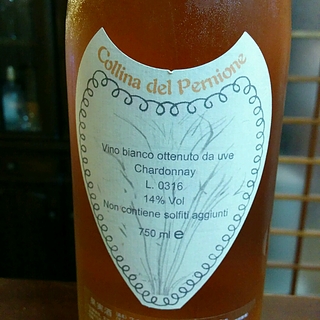 Collina del Pernione
Vino bianco ottenuto da uve
Chardonnay
L. 0316
14% Vol
Non contiene solfiti aggiunti
750 ml e